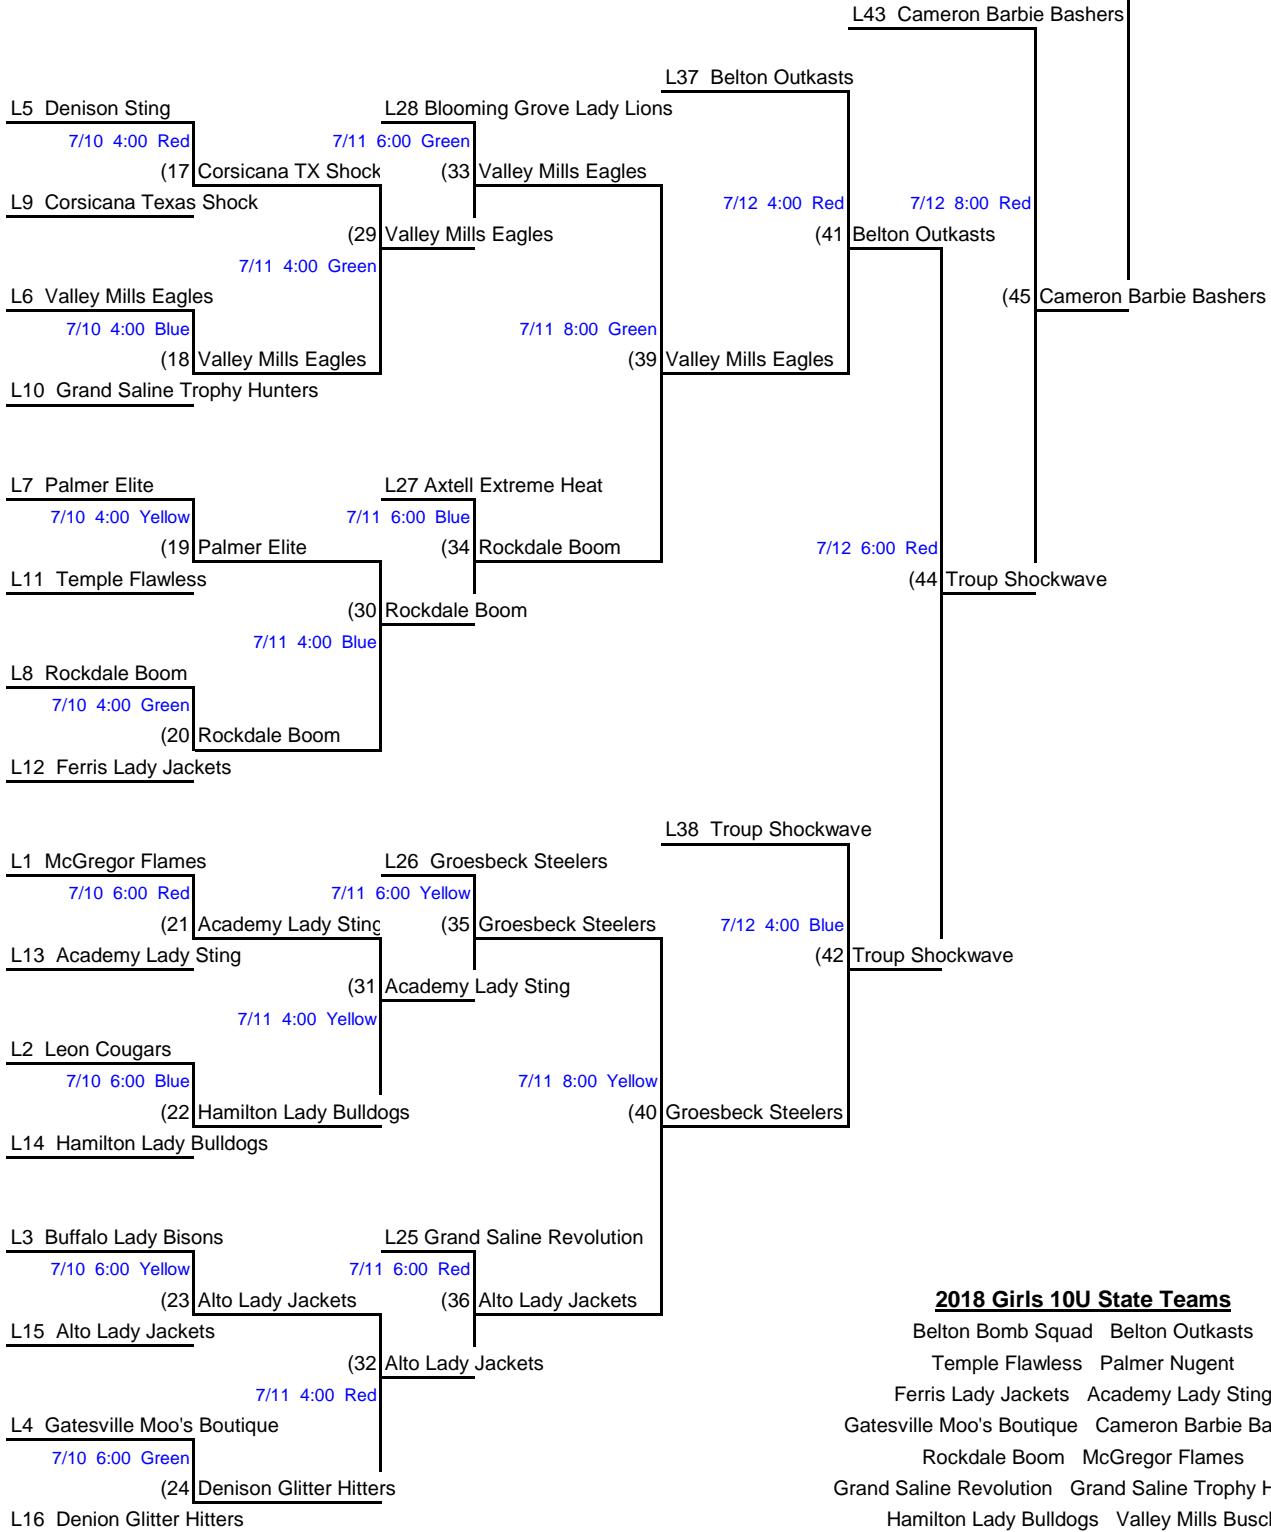 L43 Cameron Barbie Bashers
L37 Belton Outkasts
L5 Denison Sting
L28 Blooming Grove Lady Lions
7/10 4:00 Red
7/11 6:00 Green
(17 Corsicana TX Shock
(33 Valley Mills Eagles
L9 Corsicana Texas Shock
7/12 4:00 Red
7/12 8:00 Red
(29 Valley Mills Eagles
(41 Belton Outkasts
7/11 4:00 Green
L6 Valley Mills Eagles
(45 Cameron Barbie Bashers
7/10 4:00 Blue
7/11 8:00 Green
(18 Valley Mills Eagles
(39 Valley Mills Eagles
L10 Grand Saline Trophy Hunters
L7 Palmer Elite
L27 Axtell Extreme Heat
7/10 4:00 Yellow
7/11 6:00 Blue
(19 Palmer Elite
(34 Rockdale Boom
7/12 6:00 Red
L11 Temple Flawless
(44 Troup Shockwave
(30 Rockdale Boom
7/11 4:00 Blue
L8 Rockdale Boom
7/10 4:00 Green
(20 Rockdale Boom
L12 Ferris Lady Jackets
L38 Troup Shockwave
L1 McGregor Flames
L26 Groesbeck Steelers
7/10 6:00 Red
7/11 6:00 Yellow
(21 Academy Lady Sting
(35 Groesbeck Steelers
7/12 4:00 Blue
L13 Academy Lady Sting
(42 Troup Shockwave
(31 Academy Lady Sting
7/11 4:00 Yellow
L2 Leon Cougars
7/10 6:00 Blue
7/11 8:00 Yellow
(22 Hamilton Lady Bulldogs
(40 Groesbeck Steelers
L14 Hamilton Lady Bulldogs
L3 Buffalo Lady Bisons
L25 Grand Saline Revolution
7/10 6:00 Yellow
7/11 6:00 Red
(23 Alto Lady Jackets
(36 Alto Lady Jackets
L15 Alto Lady Jackets
(32 Alto Lady Jackets
7/11 4:00 Red
L4 Gatesville Moo's Boutique
7/10 6:00 Green
(24 Denison Glitter Hitters
L16 Denion Glitter Hitters
2018 Girls 10U State Teams
Belton Bomb Squad Belton Outkasts
Temple Flawless Palmer Nugent
Ferris Lady Jackets Academy Lady Sting
Gatesville Moo's Boutique Cameron Barbie Ba
Rockdale Boom McGregor Flames
Grand Saline Revolution Grand Saline Trophy H
Hamilton Lady Bulldogs Valley Mills Busc